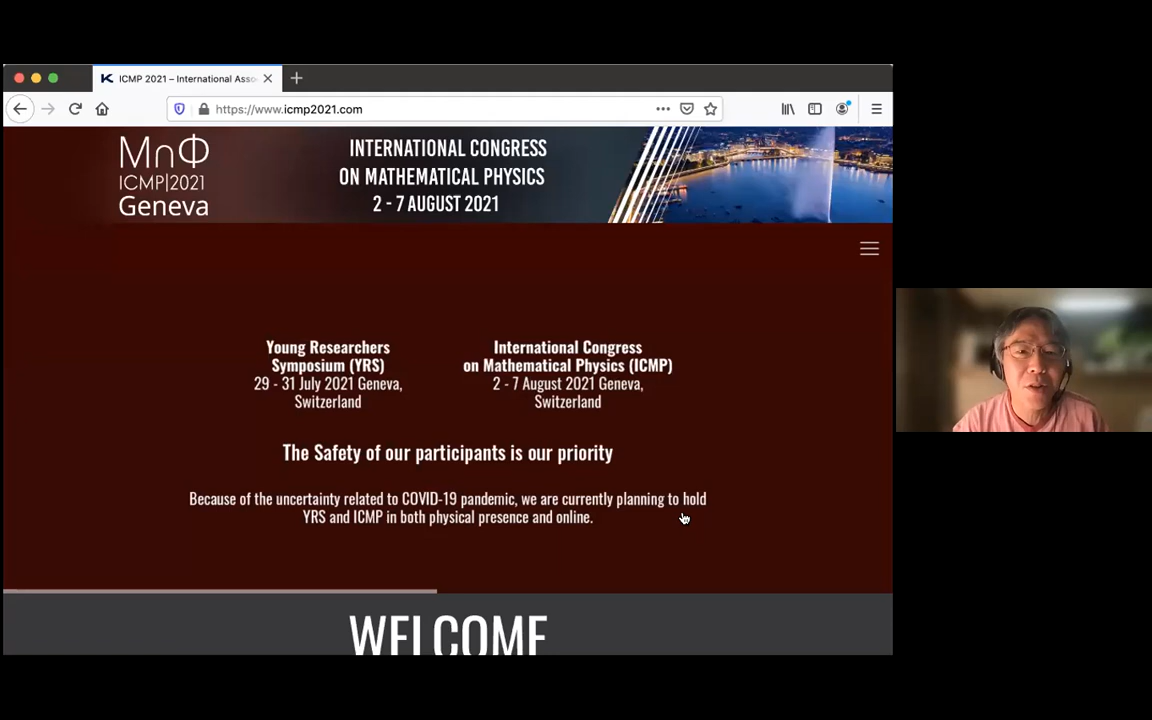 ICMP 2021 – International Asso
https://www.icmp2021.com
M∩Φ
ICMP|2021
Geneva
INTERNATIONAL CONGRESS
ON MATHEMATICAL PHYSICS
2 - 7 AUGUST 2021
Young Researchers
Symposium (YRS)
29 - 31 July 2021 Geneva,
Switzerland
International Congress
on Mathematical Physics (ICMP)
2 - 7 August 2021 Geneva,
Switzerland
The Safety of our participants is our priority
Because of the uncertainty related to COVID-19 pandemic, we are currently planning to hold
YRS and ICMP in both physical presence and online.
WELCOME